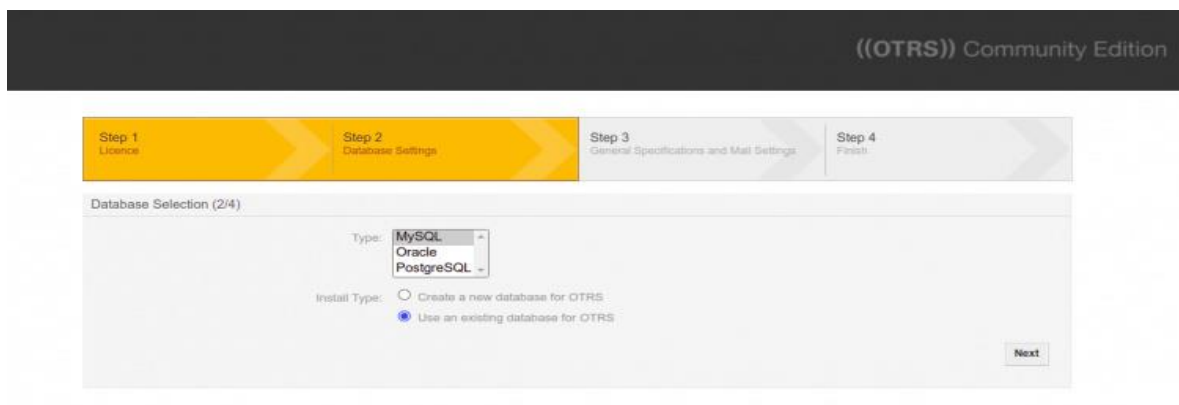 ((OTRS)) Community Edition
Step 1
Licence
Step 2
Database Settings
Step 3
General Specifications and Mail Settings
Step 4
Finish
Database Selection (2/4)
Type:
MySQL
Oracle
PostgreSQL
Install Type:
Create a new database for OTRS
Use an existing database for OTRS
Next